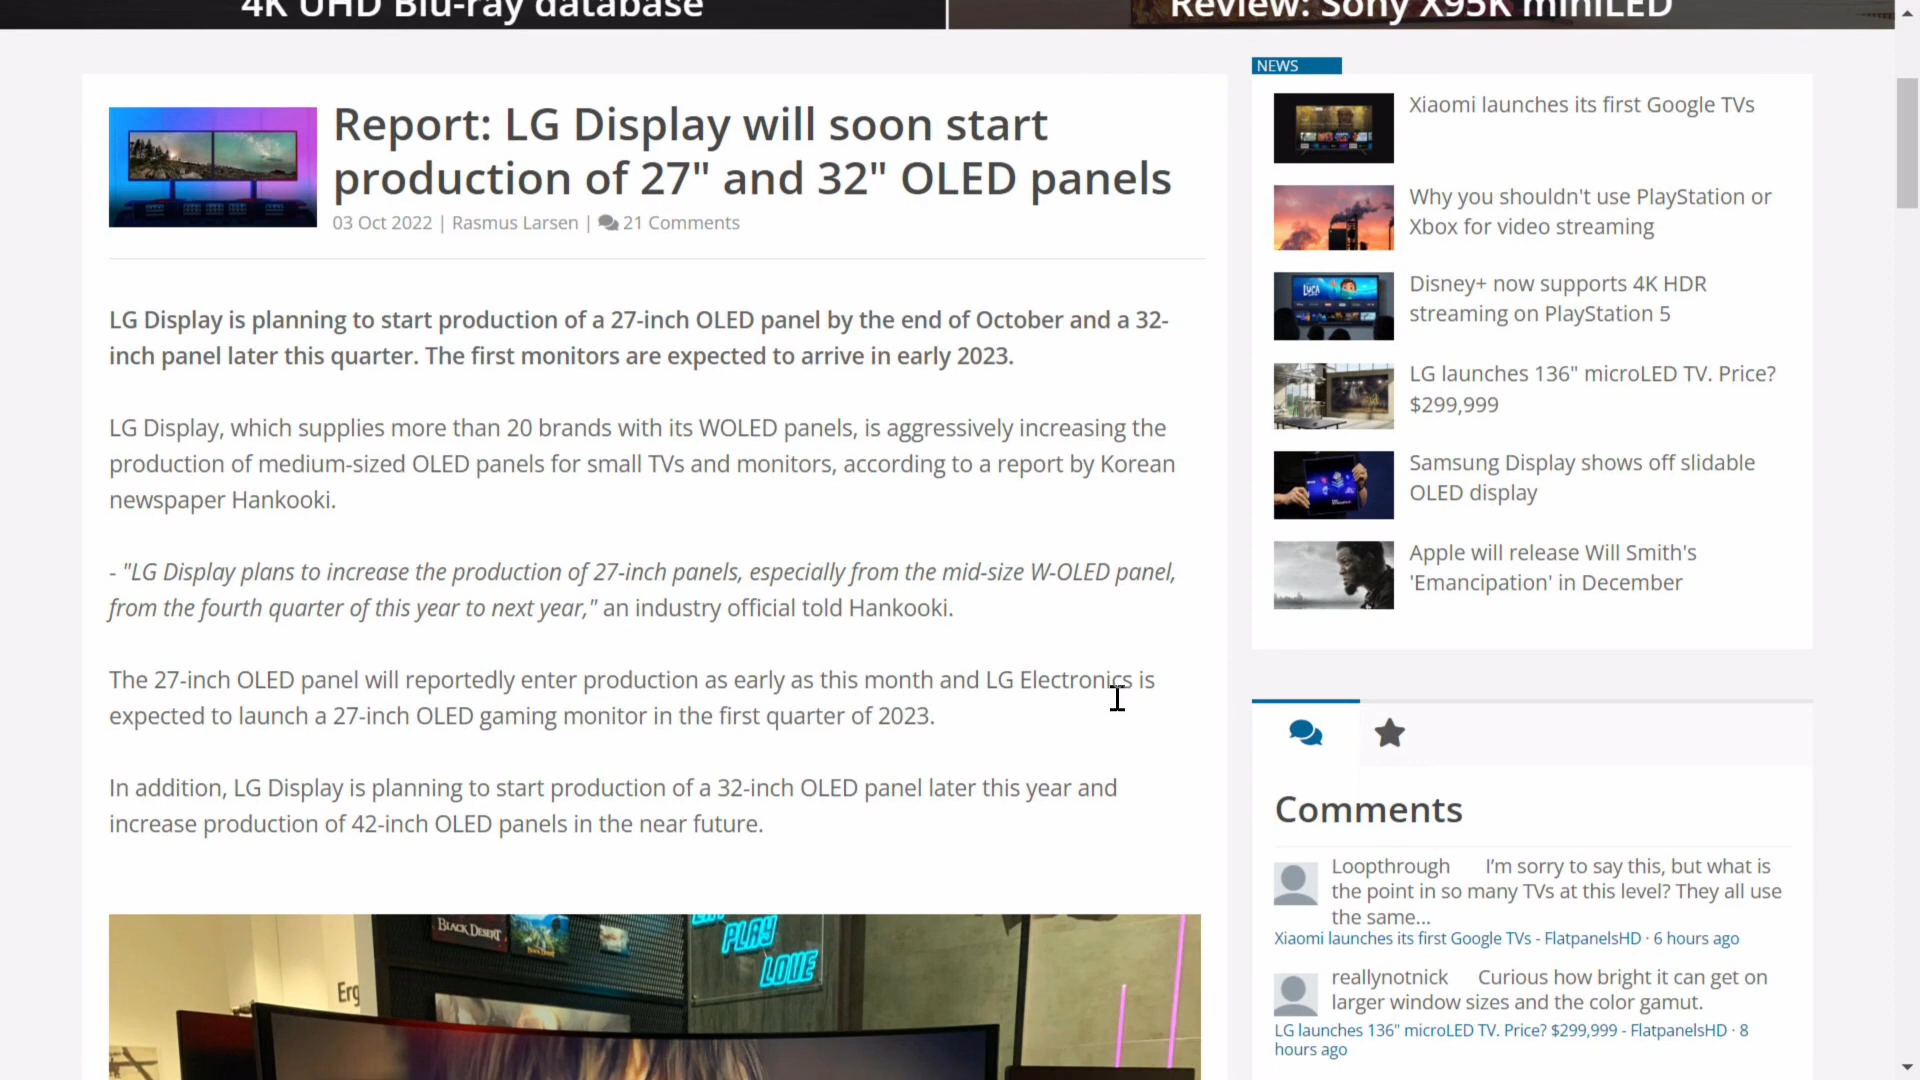 4K UHD Blu-ray database
Review: Sony X95K miniLED
Report: LG Display will soon start
production of 27" and 32" OLED panels
03 Oct 2022 | Rasmus Larsen | 21 Comments
LG Display is planning to start production of a 27-inch OLED panel by the end of October and a 32-
inch panel later this quarter. The first monitors are expected to arrive in early 2023.
LG Display, which supplies more than 20 brands with its WOLED panels, is aggressively increasing the
production of medium-sized OLED panels for small TVs and monitors, according to a report by Korean
newspaper Hankooki.
- "LG Display plans to increase the production of 27-inch panels, especially from the mid-size W-OLED panel,
from the fourth quarter of this year to next year," an industry official told Hankooki.
The 27-inch OLED panel will reportedly enter production as early as this month and LG Electronics is
expected to launch a 27-inch OLED gaming monitor in the first quarter of 2023.
In addition, LG Display is planning to start production of a 32-inch OLED panel later this year and
increase production of 42-inch OLED panels in the near future.
BLACK DESERT
PLAY
LOVE
Erg
NEWS
Xiaomi launches its first Google TVs
Why you shouldn't use PlayStation or
Xbox for video streaming
Disney+ now supports 4K HDR
streaming on PlayStation 5
LUCA
LG launches 136" microLED TV. Price?
$299,999
Samsung Display shows off slidable
OLED display
Apple will release Will Smith's
'Emancipation' in December
Comments
Loopthrough I'm sorry to say this, but what is
the point in so many TVs at this level? They all use
the same...
Xiaomi launches its first Google TVs - FlatpanelsHD · 6 hours ago
reallynotnick Curious how bright it can get on
larger window sizes and the color gamut.
LG launches 136" microLED TV. Price? $299,999 - FlatpanelsHD · 8
hours ago